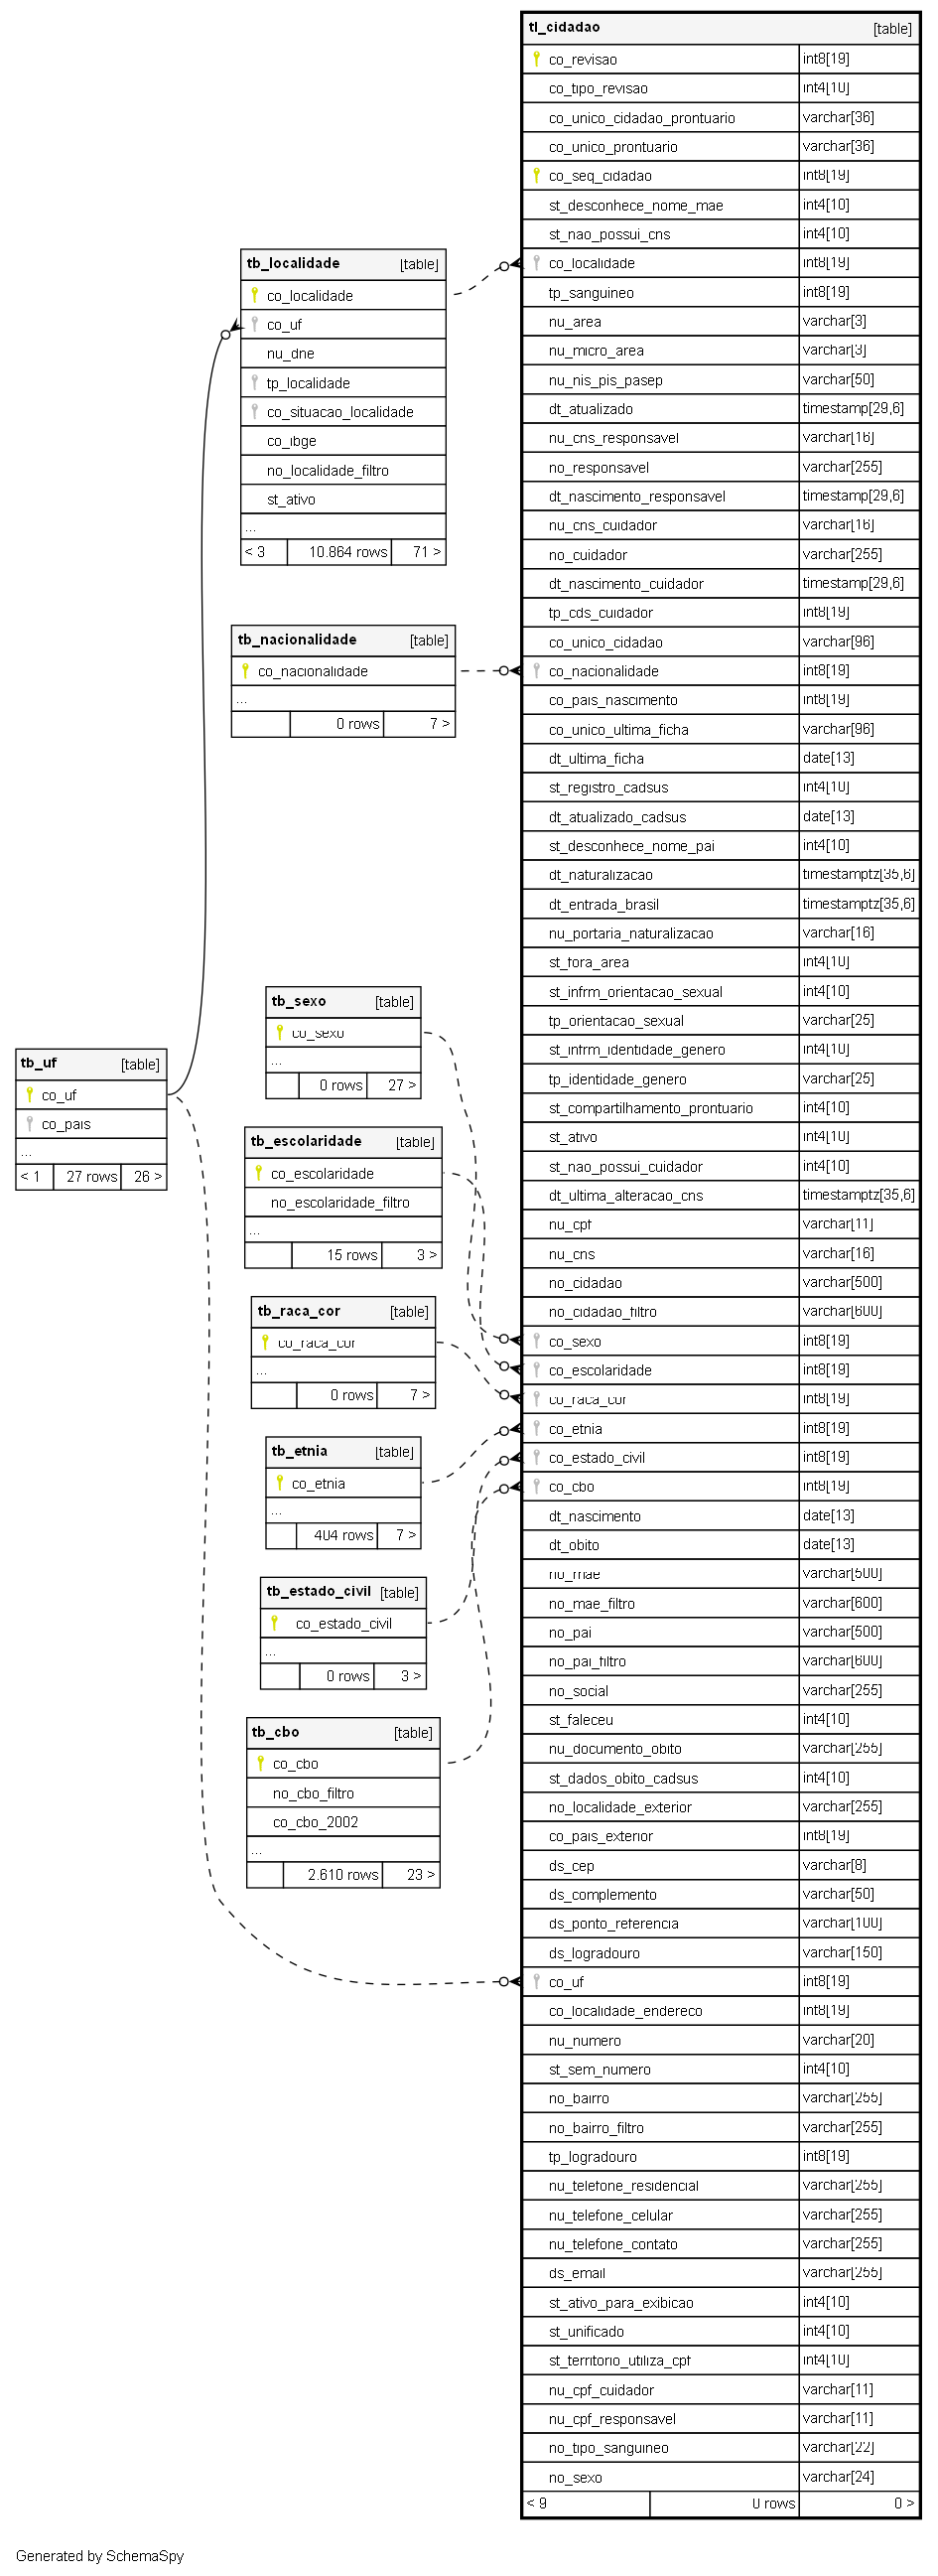 tl_cidadao [table]
co_revisao int8[19]
co_tipo_revisao int4[10]
co_unico_cidadao_prontuario varchar[36]
co_unico_prontuario varchar[36]
co_seq_cidadao int8[19]
st_desconhece_nome_mae int4[10]
st_nao_possui_cns int4[10]
co_localidade int8[19]
tp_sanguineo int8[19]
nu_area varchar[3]
nu_micro_area varchar[3]
nu_nis_pis_pasep varchar[50]
dt_atualizado timestamp[29,6]
nu_cns_responsavel varchar[16]
no_responsavel varchar[255]
dt_nascimento_responsavel timestamp[29,6]
nu_cns_cuidador varchar[16]
no_cuidador varchar[255]
dt_nascimento_cuidador timestamp[29,6]
tp_cds_cuidador int8[19]
co_unico_cidadao varchar[96]
co_nacionalidade int8[19]
co_pais_nascimento int8[19]
co_unico_ultima_ficha varchar[96]
dt_ultima_ficha date[13]
st_registro_cadsus int4[10]
dt_atualizado_cadsus date[13]
st_desconhece_nome_pai int4[10]
dt_naturalizacao timestamptz[35,6]
dt_entrada_brasil timestamptz[35,6]
nu_portaria_naturalizacao varchar[16]
st_fora_area int4[10]
st_infrm_orientacao_sexual int4[10]
tp_orientacao_sexual varchar[25]
st_infrm_identidade_genero int4[10]
tp_identidade_genero varchar[25]
st_compartilhamento_prontuario int4[10]
st_ativo int4[10]
st_nao_possui_cuidador int4[10]
dt_ultima_alteracao_cns timestamptz[35,6]
nu_cpf varchar[11]
nu_cns varchar[16]
no_cidadao varchar[500]
no_cidadao_filtro varchar[600]
co_sexo int8[19]
co_escolaridade int8[19]
co_raca_cor int8[19]
co_etnia int8[19]
co_estado_civil int8[19]
co_cbo int8[19]
dt_nascimento date[13]
dt_obito date[13]
no_mae varchar[500]
no_mae_filtro varchar[600]
no_pai varchar[500]
no_pai_filtro varchar[600]
no_social varchar[255]
st_faleceu int4[10]
nu_documento_obito varchar[255]
st_dados_obito_cadsus int4[10]
no_localidade_exterior varchar[255]
co_pais_exterior int8[19]
ds_cep varchar[8]
ds_complemento varchar[50]
ds_ponto_referencia varchar[100]
ds_logradouro varchar[150]
co_uf int8[19]
co_localidade_endereco int8[19]
nu_numero varchar[20]
st_sem_numero int4[10]
no_bairro varchar[255]
no_bairro_filtro varchar[255]
tp_logradouro int8[19]
nu_telefone_residencial varchar[255]
nu_telefone_celular varchar[255]
nu_telefone_contato varchar[255]
ds_email varchar[255]
st_ativo_para_exibicao int4[10]
st_unificado int4[10]
st_territorio_utiliza_cpf int4[10]
nu_cpf_cuidador varchar[11]
nu_cpf_responsavel varchar[11]
no_tipo_sanguineo varchar[22]
no_sexo varchar[24]
< 9 0 rows 0 >
tb_localidade [table]
co_localidade
co_uf
nu_dne
tp_localidade
co_situacao_localidade
co_ibge
no_localidade_filtro
st_ativo
...
< 3 10.864 rows 71 >
tb_nacionalidade [table]
co_nacionalidade
...
0 rows 7 >
tb_sexo [table]
co_sexo
...
0 rows 27 >
tb_uf [table]
co_uf
co_pais
...
< 1 27 rows 26 >
tb_escolaridade [table]
co_escolaridade
no_escolaridade_filtro
...
15 rows 3 >
tb_raca_cor [table]
co_raca_cor
...
0 rows 7 >
tb_etnia [table]
co_etnia
...
404 rows 7 >
tb_estado_civil [table]
co_estado_civil
...
0 rows 3 >
tb_cbo [table]
co_cbo
no_cbo_filtro
co_cbo_2002
...
2.610 rows 23 >
Generated by SchemaSpy